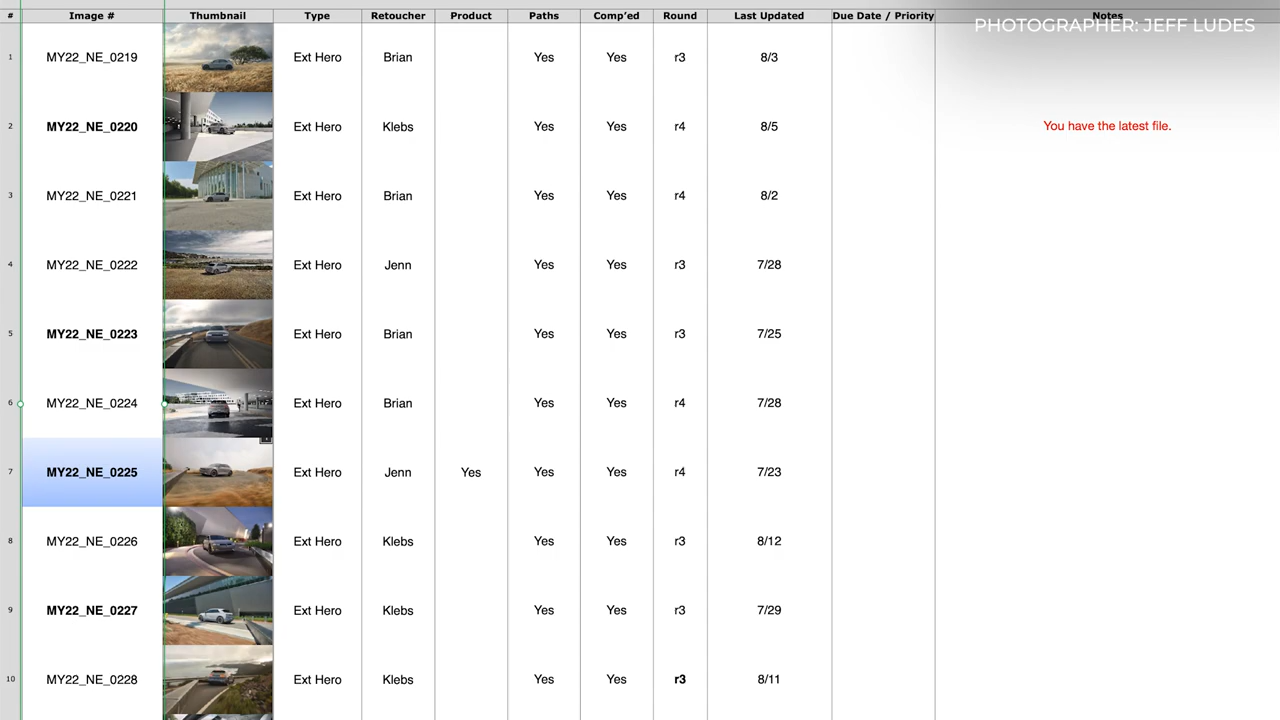 # Image # Thumbnail Type Retoucher Product Paths Comp'ed Round Last Updated Due Date / Priority Notes
PHOTOGRAPHER: JEFF LUDES
1 MY22_NE_0219 Ext Hero Brian Yes Yes r3 8/3
2 MY22_NE_0220 Ext Hero Klebs Yes Yes r4 8/5 You have the latest file.
3 MY22_NE_0221 Ext Hero Brian Yes Yes r4 8/2
4 MY22_NE_0222 Ext Hero Jenn Yes Yes r3 7/28
5 MY22_NE_0223 Ext Hero Brian Yes Yes r3 7/25
6 MY22_NE_0224 Ext Hero Brian Yes Yes r4 7/28
7 MY22_NE_0225 Ext Hero Jenn Yes Yes Yes r4 7/23
8 MY22_NE_0226 Ext Hero Klebs Yes Yes r3 8/12
9 MY22_NE_0227 Ext Hero Klebs Yes Yes r3 7/29
10 MY22_NE_0228 Ext Hero Klebs Yes Yes r3 8/11